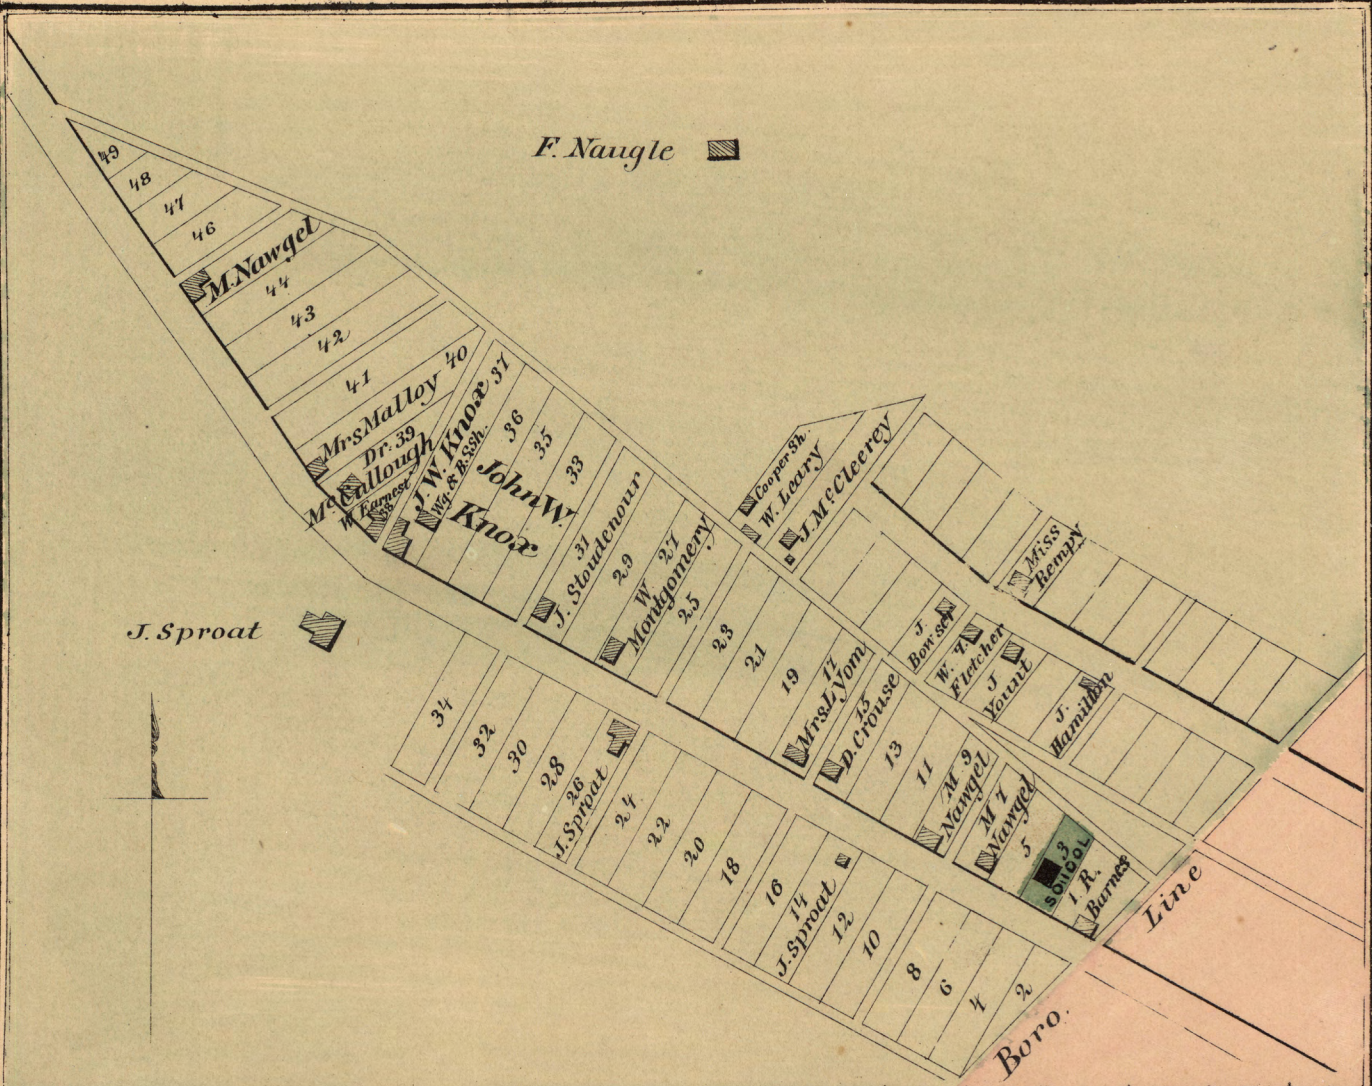 F. Naugle
49
48
47
46
M. Nawgel
44
43
42
41
40
Mrs Malloy
Dr. 39
McCallough
W. Earnest
38
37
J. W. Knox
Wg. & B.S.Sh.
36
35
33
John W.
Knox
31
J. Stoudenour
29
27
W
Montgomery
25
23
21
19
17
Mrs L Yom
15
D. Crouse
13
11
M 9
Nawgel
M 7
Nawgel
5
3
SCHOOL
1 R.
Barnes
Cooper Sh.
W. Leary
J. McCleerey
Miss
Rempy
J.
Bowser
W. T.
Fletcher
J
Yount
J.
Hamilton
J. Sproat
34
32
30
28
26
J. Sproat
24
22
20
18
16
14
J. Sproat
12
10
8
6
4
2
Boro. Line